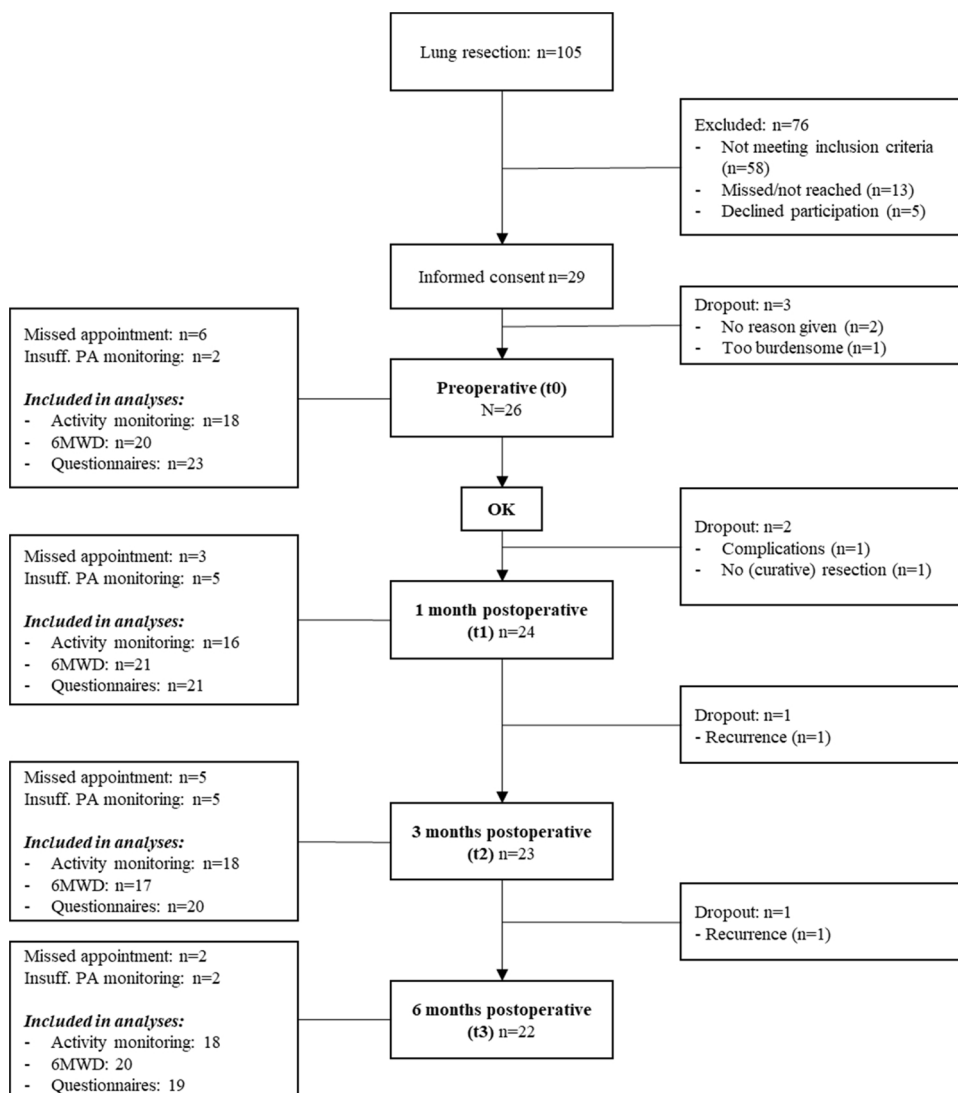 Lung resection: n=105
Excluded: n=76
- Not meeting inclusion criteria
(n=58)
- Missed/not reached (n=13)
- Declined participation (n=5)
Informed consent n=29
Dropout: n=3
- No reason given (n=2)
- Too burdensome (n=1)
Missed appointment: n=6
Insuff. PA monitoring: n=2
Included in analyses:
- Activity monitoring: n=18
- 6MWD: n=20
- Questionnaires: n=23
Preoperative (t0)
N=26
OK
Dropout: n=2
- Complications (n=1)
- No (curative) resection (n=1)
Missed appointment: n=3
Insuff. PA monitoring: n=5
Included in analyses:
- Activity monitoring: n=16
- 6MWD: n=21
- Questionnaires: n=21
1 month postoperative
(t1) n=24
Dropout: n=1
- Recurrence (n=1)
Missed appointment: n=5
Insuff. PA monitoring: n=5
Included in analyses:
- Activity monitoring: n=18
- 6MWD: n=17
- Questionnaires: n=20
3 months postoperative
(t2) n=23
Dropout: n=1
- Recurrence (n=1)
Missed appointment: n=2
Insuff. PA monitoring: n=2
Included in analyses:
- Activity monitoring: 18
- 6MWD: 20
- Questionnaires: 19
6 months postoperative
(t3) n=22